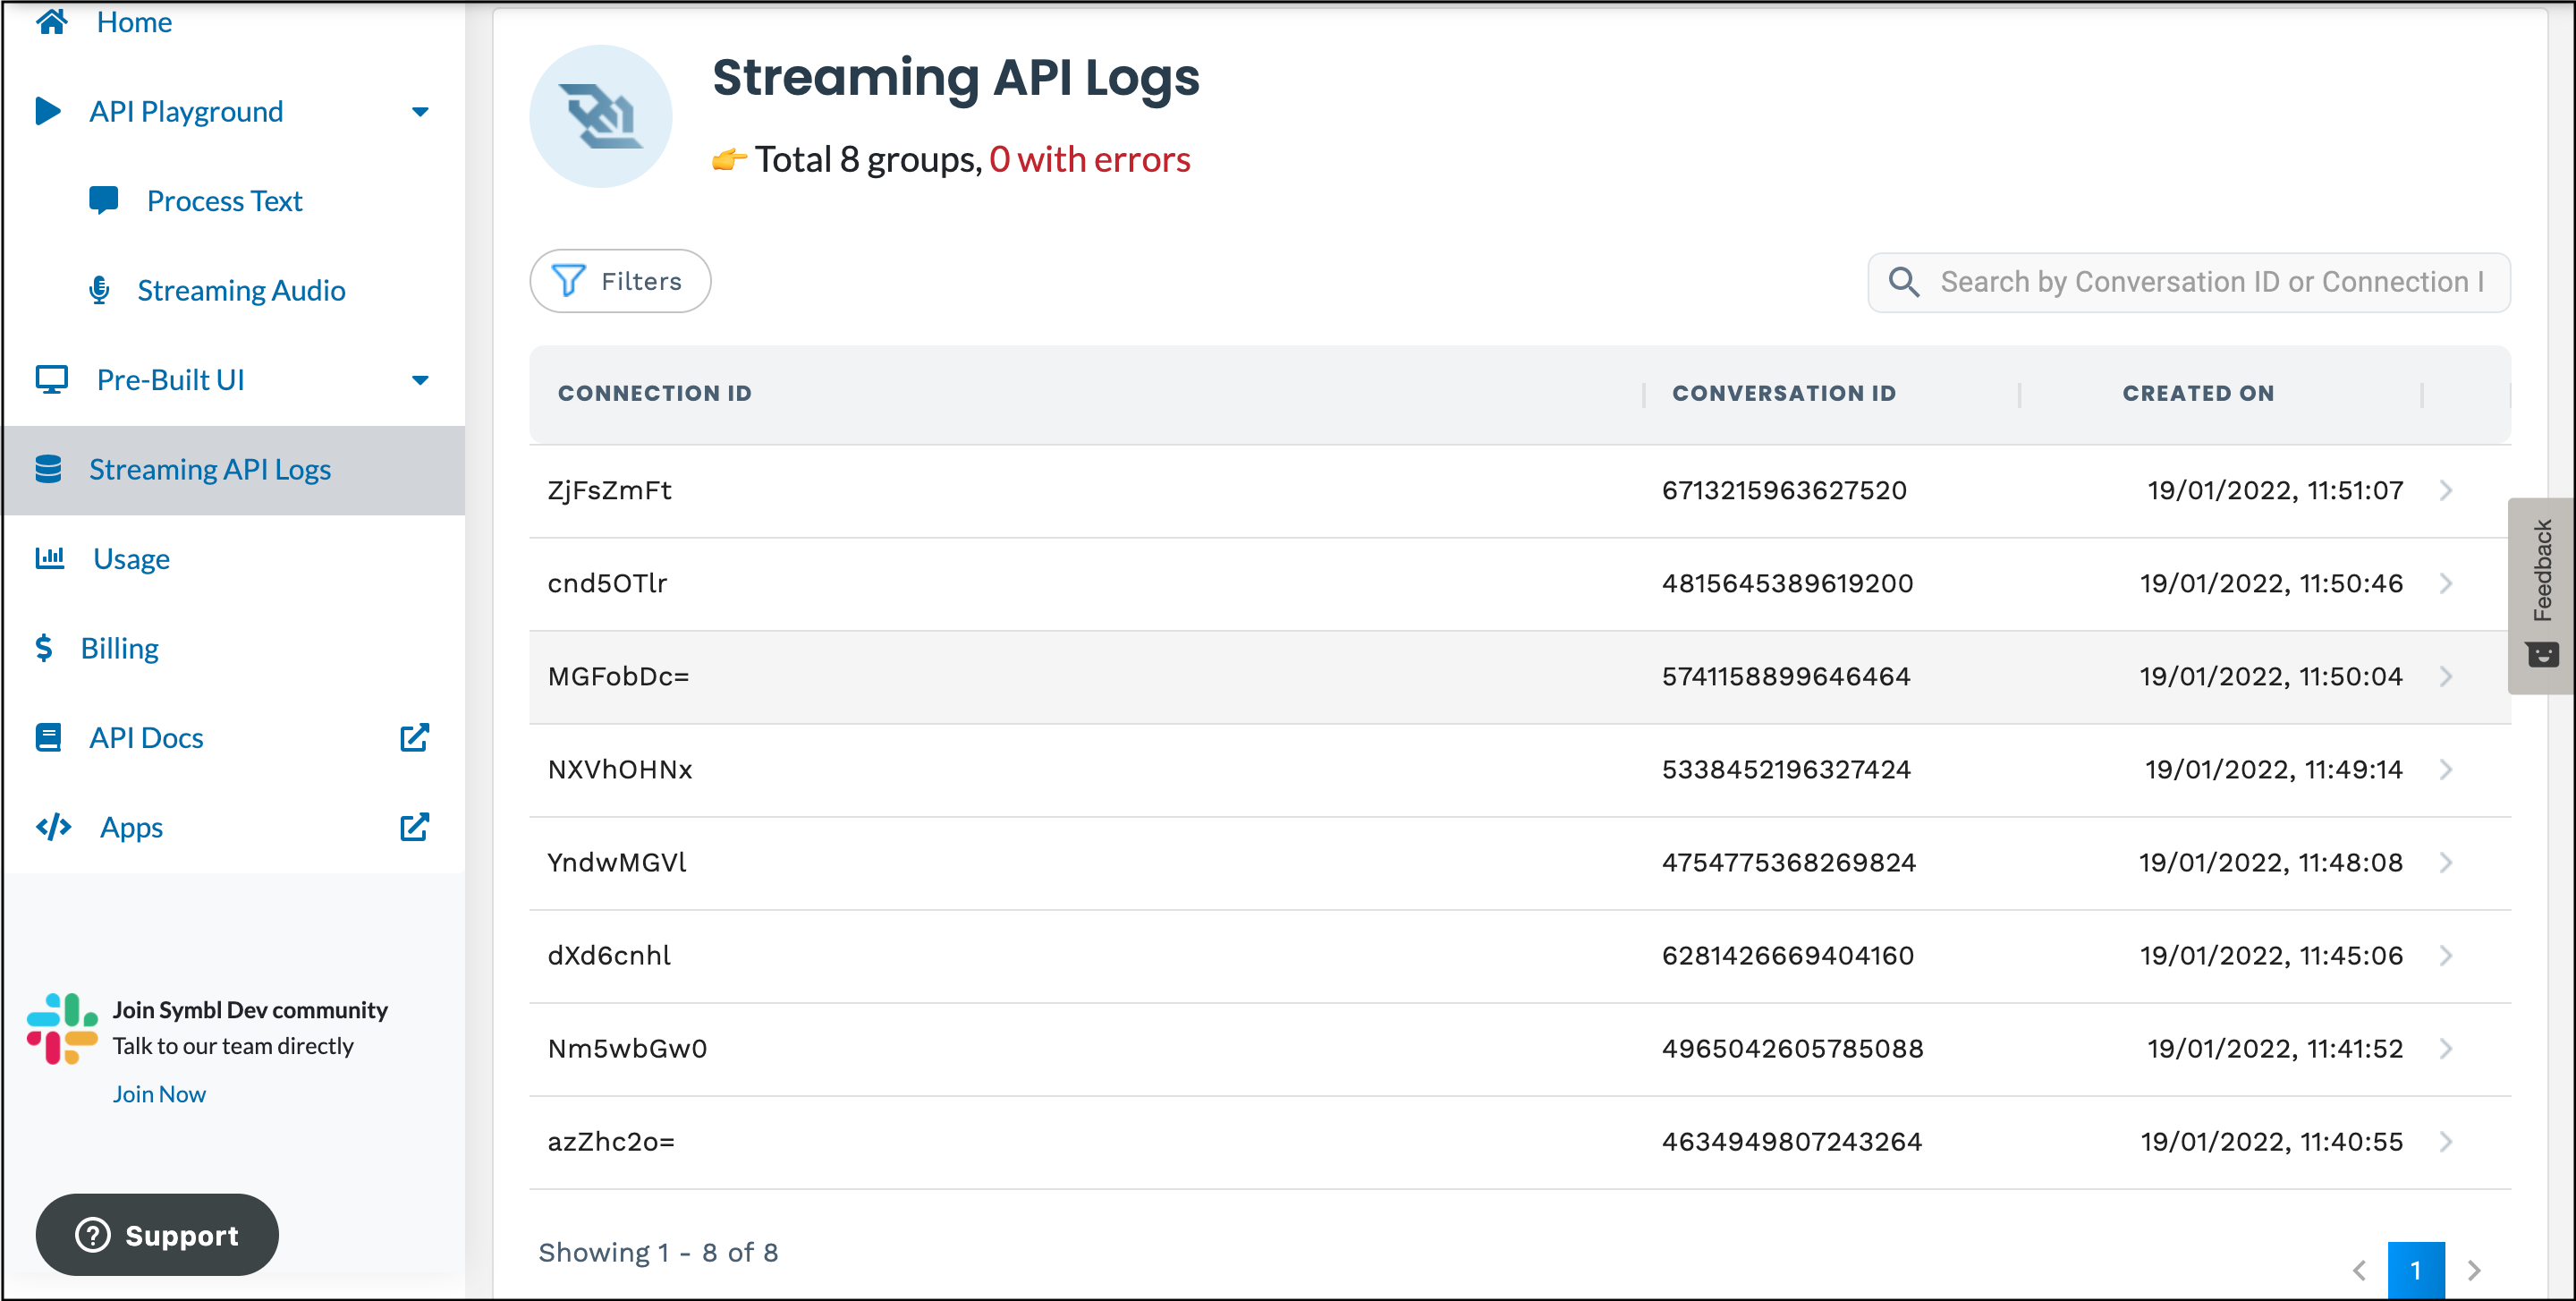 Home
API Playground
Process Text
Streaming Audio
Pre-Built UI
Streaming API Logs
Usage
Billing
API Docs
Apps
Join Symbl Dev community
Talk to our team directly
Join Now
Support
Streaming API Logs
Total 8 groups, 0 with errors
Filters
Search by Conversation ID or Connection I
CONNECTION ID CONVERSATION ID CREATED ON
ZjFsZmFt 6713215963627520 19/01/2022, 11:51:07
cnd5OTlr 4815645389619200 19/01/2022, 11:50:46
MGFobDc= 5741158899646464 19/01/2022, 11:50:04
NXVhOHNx 5338452196327424 19/01/2022, 11:49:14
YndwMGVl 4754775368269824 19/01/2022, 11:48:08
dXd6cnhl 6281426669404160 19/01/2022, 11:45:06
Nm5wbGw0 4965042605785088 19/01/2022, 11:41:52
azZhc2o= 4634949807243264 19/01/2022, 11:40:55
Showing 1 - 8 of 8
1
Feedback